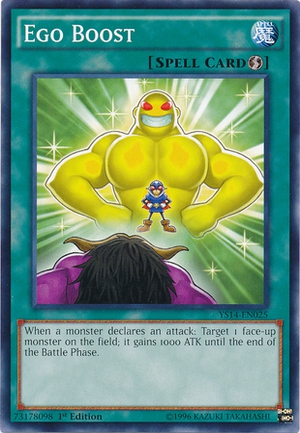 Ego Boost
[Spell Card]
YS14-EN025
When a monster declares an attack: Target 1 face-up
monster on the field; it gains 1000 ATK until the end of
the Battle Phase.
73178098 1st Edition ©1996 KAZUKI TAKAHASHI